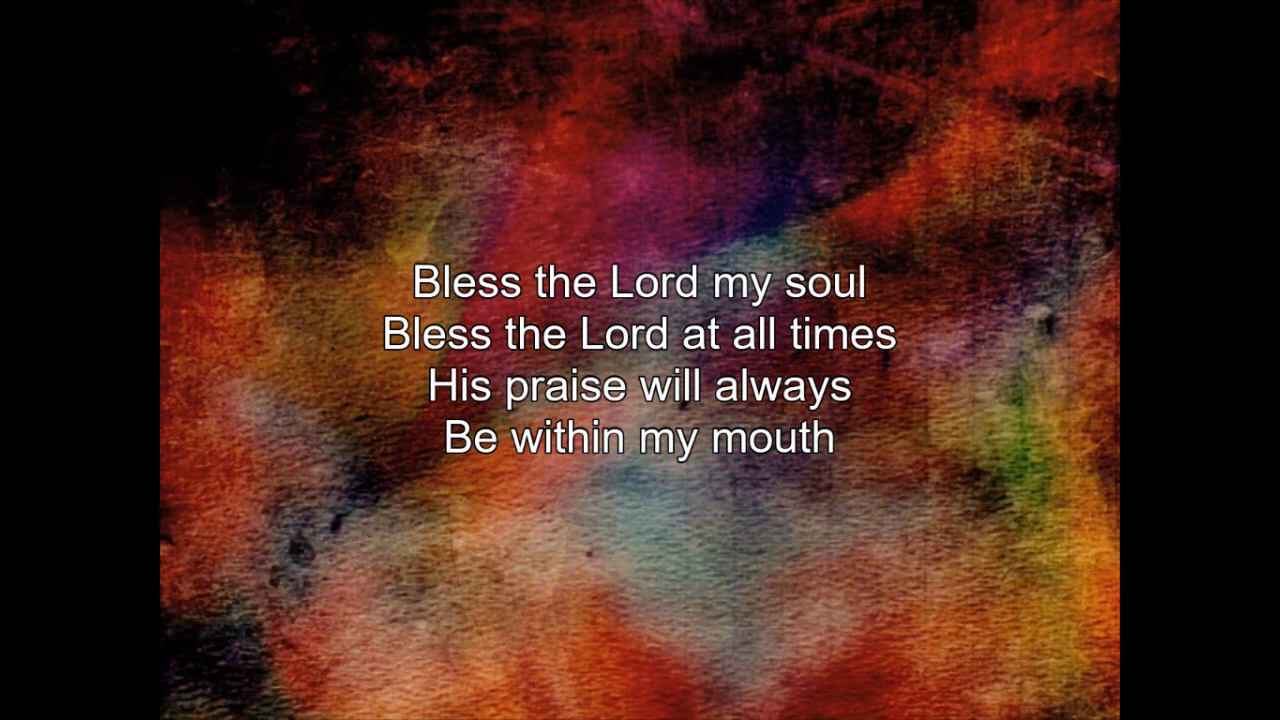 Bless the Lord my soul
Bless the Lord at all times
His praise will always
Be within my mouth